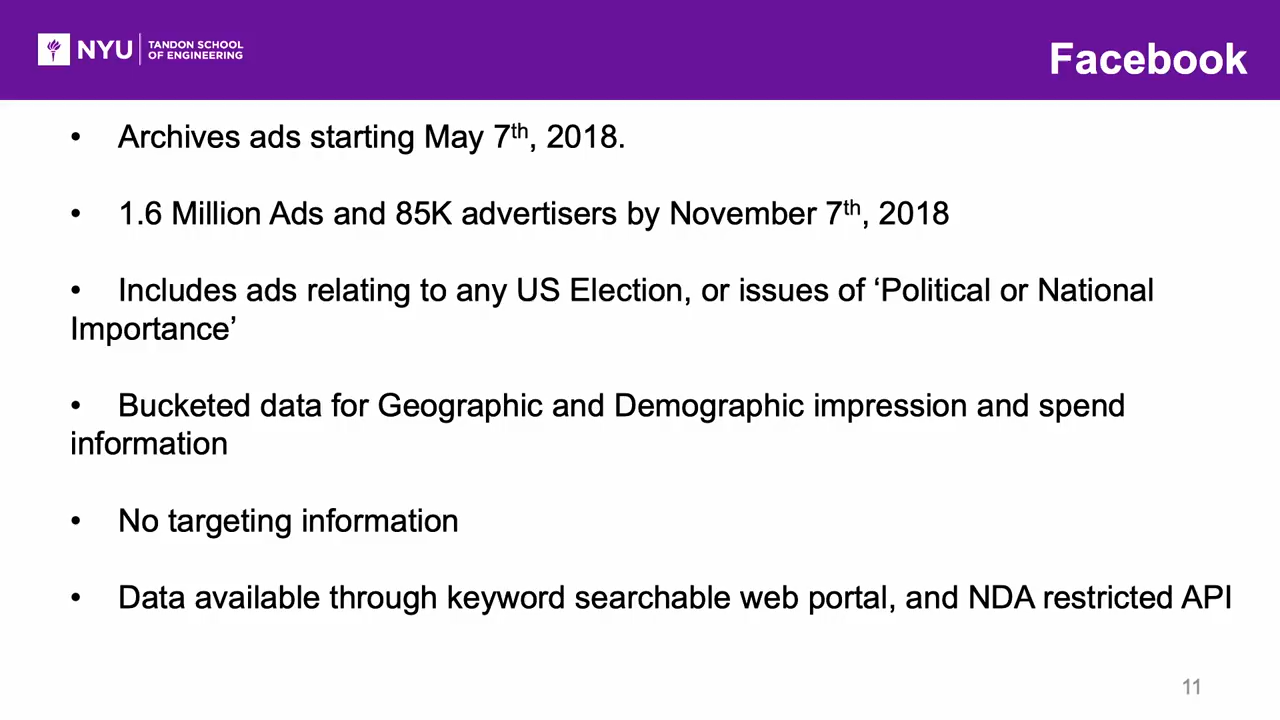 NYU
TANDON SCHOOL
OF ENGINEERING
Facebook
• Archives ads starting May 7th, 2018.
• 1.6 Million Ads and 85K advertisers by November 7th, 2018
• Includes ads relating to any US Election, or issues of ‘Political or National
Importance’
• Bucketed data for Geographic and Demographic impression and spend
information
• No targeting information
• Data available through keyword searchable web portal, and NDA restricted API
11